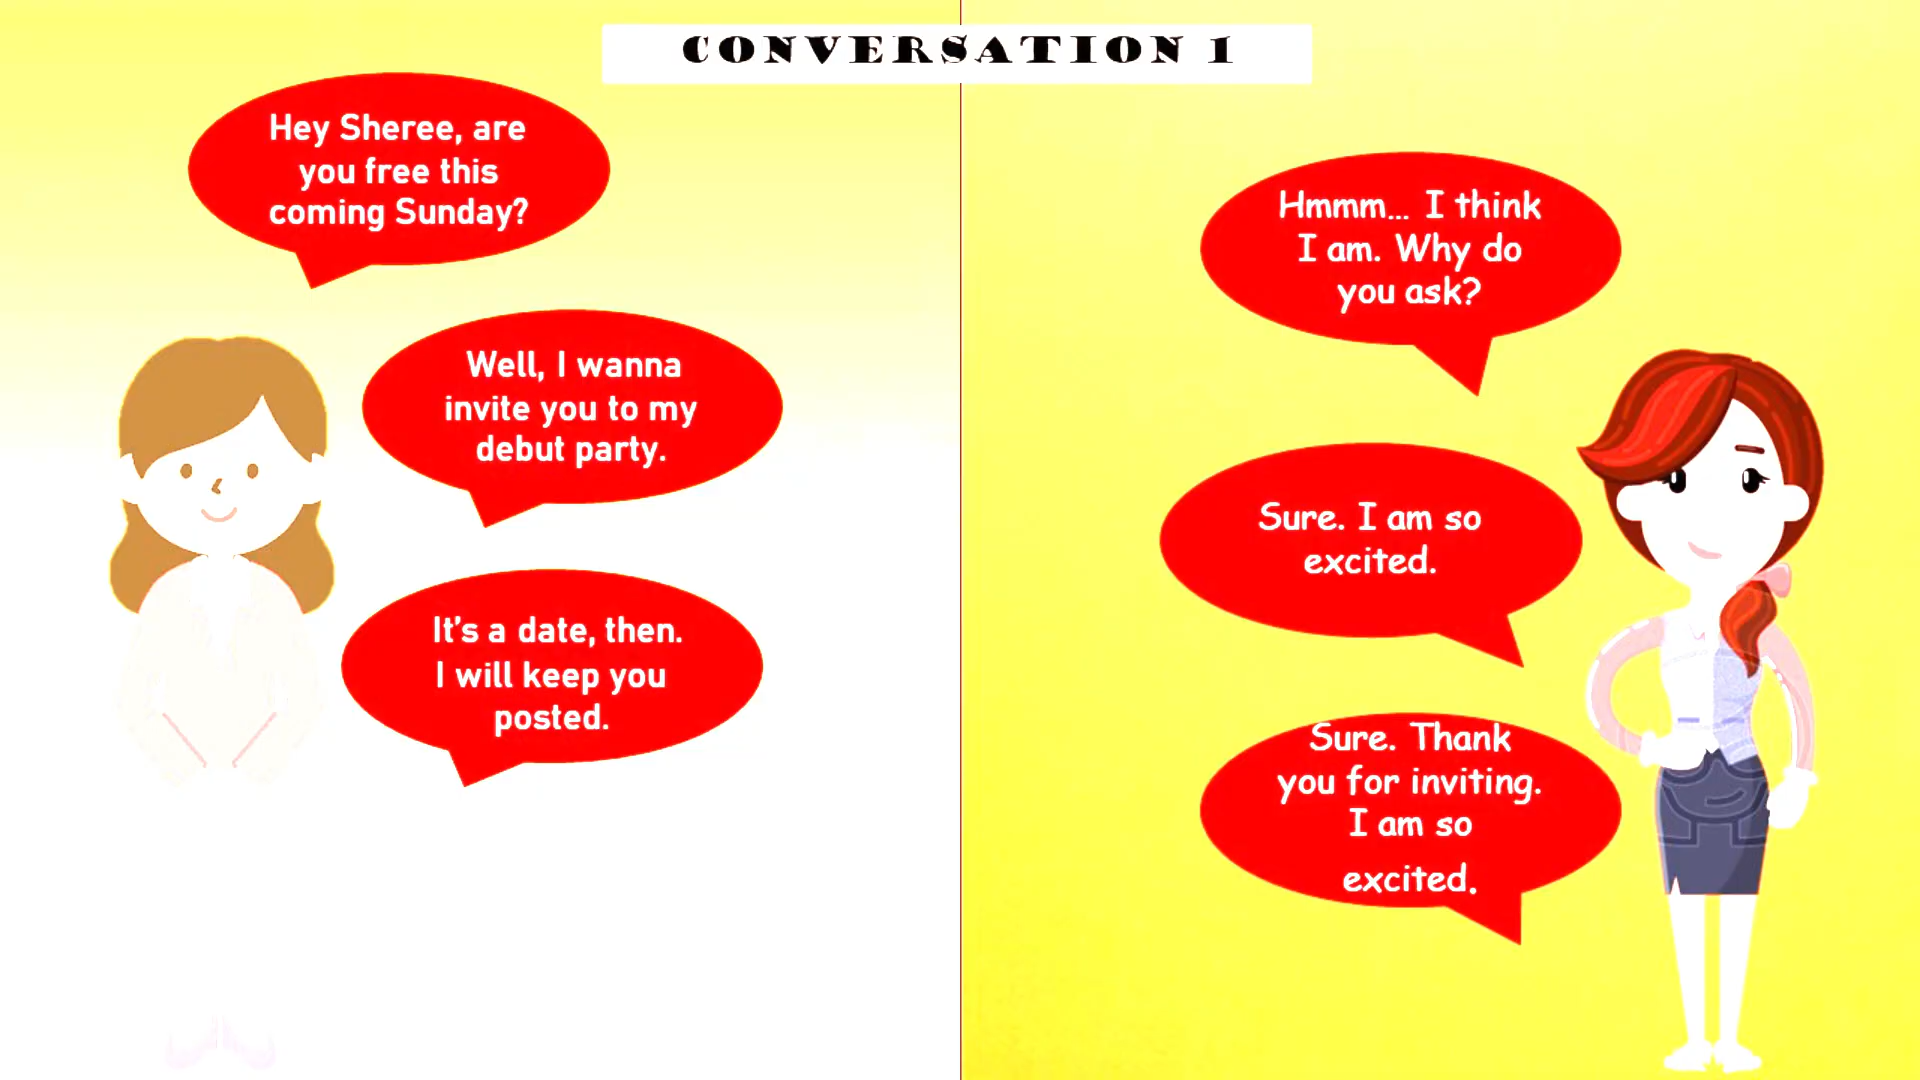 CONVERSATION 1
Hey Sheree, are
you free this
coming Sunday?
Hmmm... I think
I am. Why do
you ask?
Well, I wanna
invite you to my
debut party.
Sure. I am so
excited.
It's a date, then.
I will keep you
posted.
Sure. Thank
you for inviting.
I am so
excited.